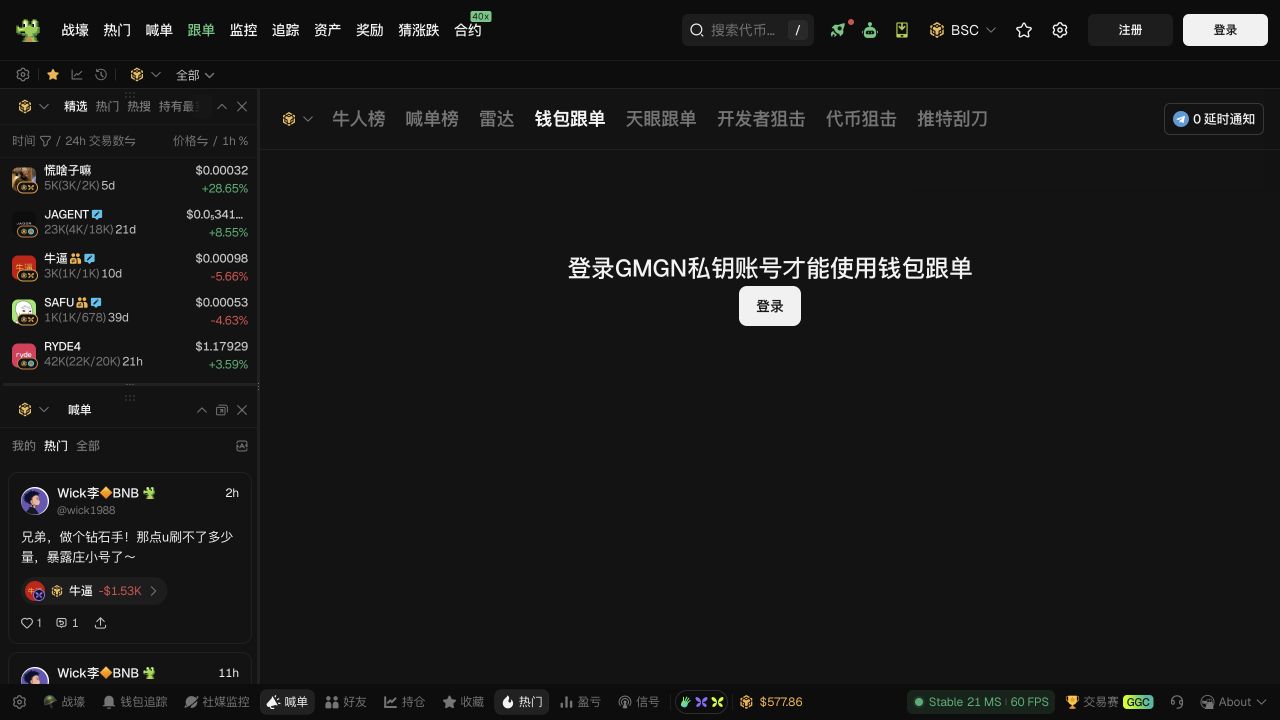 战壕 热门 喊单 跟单 监控 追踪 资产 奖励 猜涨跌 合约 40x 搜索代币... / BSC 注册 登录
全部
精选 热门 热搜 持有最
时间 / 24h 交易数 价格 / 1h %
慌啥子嘛 $0.00032
5K(3K/2K) 5d +28.65%
JAGENT $0.0₅341...
23K(4K/18K) 21d +8.55%
牛逼 $0.00098
3K(1K/1K) 10d -5.66%
SAFU $0.00053
1K(1K/678) 39d -4.63%
RYDE4 $1.17929
42K(22K/20K) 21h +3.59%
喊单
我的 热门 全部
Wick李🔶BNB 2h
@wick1988
兄弟，做个钻石手！那点u刷不了多少
量，暴露庄小号了～
牛逼 -$1.53K
1 1
Wick李🔶BNB 11h
牛人榜 喊单榜 雷达 钱包跟单 天眼跟单 开发者狙击 代币狙击 推特刮刀 0 延时通知
登录GMGN私钥账号才能使用钱包跟单
登录
战壕 钱包追踪 社媒监控 喊单 好友 持仓 收藏 热门 盈亏 信号 $577.86 Stable 21 MS 60 FPS 交易赛 GGC About